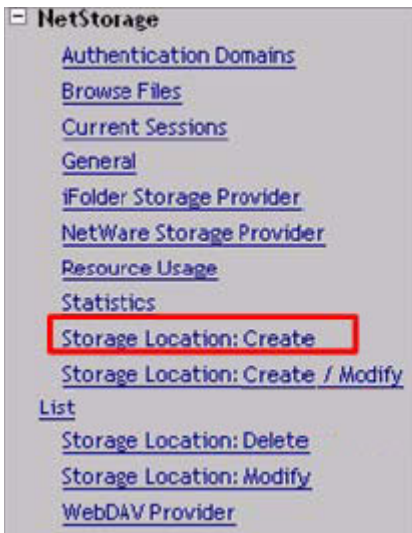 NetStorage
Authentication Domains
Browse Files
Current Sessions
General
iFolder Storage Provider
NetWare Storage Provider
Resource Usage
Statistics
Storage Location: Create
Storage Location: Create / Modify
List
Storage Location: Delete
Storage Location: Modify
WebDAV Provider